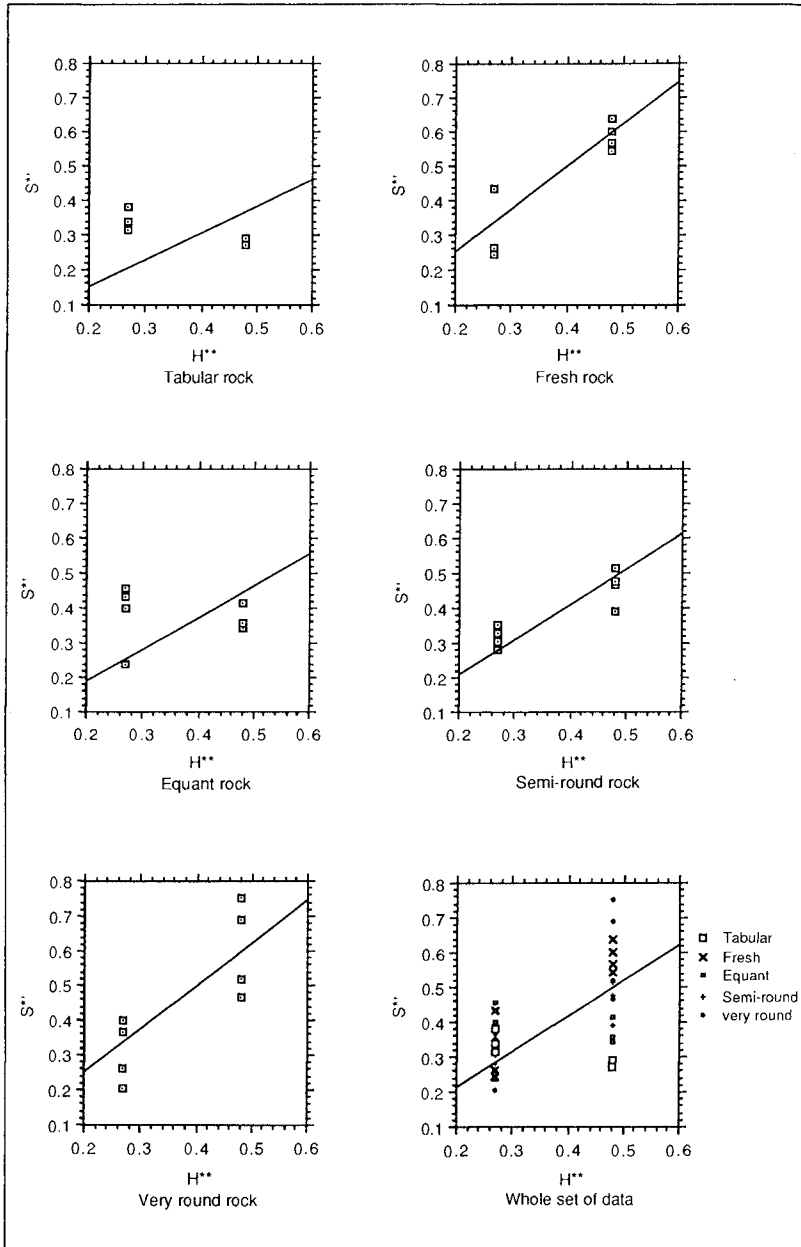 0.8
0.7
0.6
0.5
0.4
0.3
0.2
0.1
S*'
0.2 0.3 0.4 0.5 0.6
H**
Tabular rock
0.8
0.7
0.6
0.5
0.4
0.3
0.2
0.1
S*'
0.2 0.3 0.4 0.5 0.6
H**
Fresh rock
0.8
0.7
0.6
0.5
0.4
0.3
0.2
0.1
S*'
0.2 0.3 0.4 0.5 0.6
H**
Equant rock
0.8
0.7
0.6
0.5
0.4
0.3
0.2
0.1
S*'
0.2 0.3 0.4 0.5 0.6
H**
Semi-round rock
0.8
0.7
0.6
0.5
0.4
0.3
0.2
0.1
S*'
0.2 0.3 0.4 0.5 0.6
H**
Very round rock
0.8
0.7
0.6
0.5
0.4
0.3
0.2
0.1
S*'
0.2 0.3 0.4 0.5 0.6
H**
Whole set of data
Tabular
Fresh
Equant
Semi-round
very round